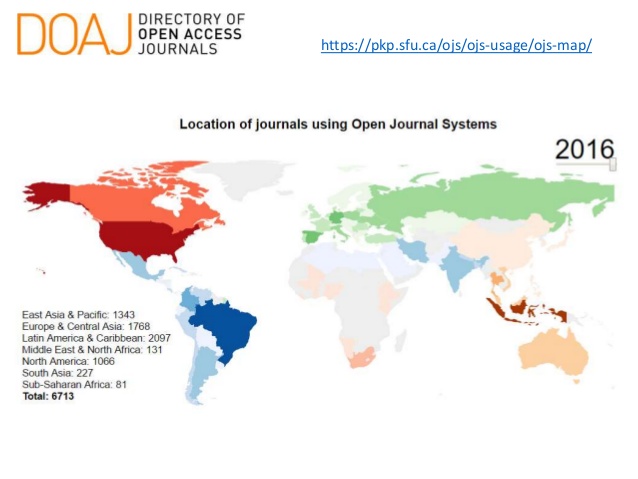 DOAJ
DIRECTORY OF
OPEN ACCESS
JOURNALS
https://pkp.sfu.ca/ojs/ojs-usage/ojs-map/
Location of journals using Open Journal Systems
2016
East Asia & Pacific: 1343
Europe & Central Asia: 1768
Latin America & Caribbean: 2097
Middle East & North Africa: 131
North America: 1066
South Asia: 227
Sub-Saharan Africa: 81
Total: 6713